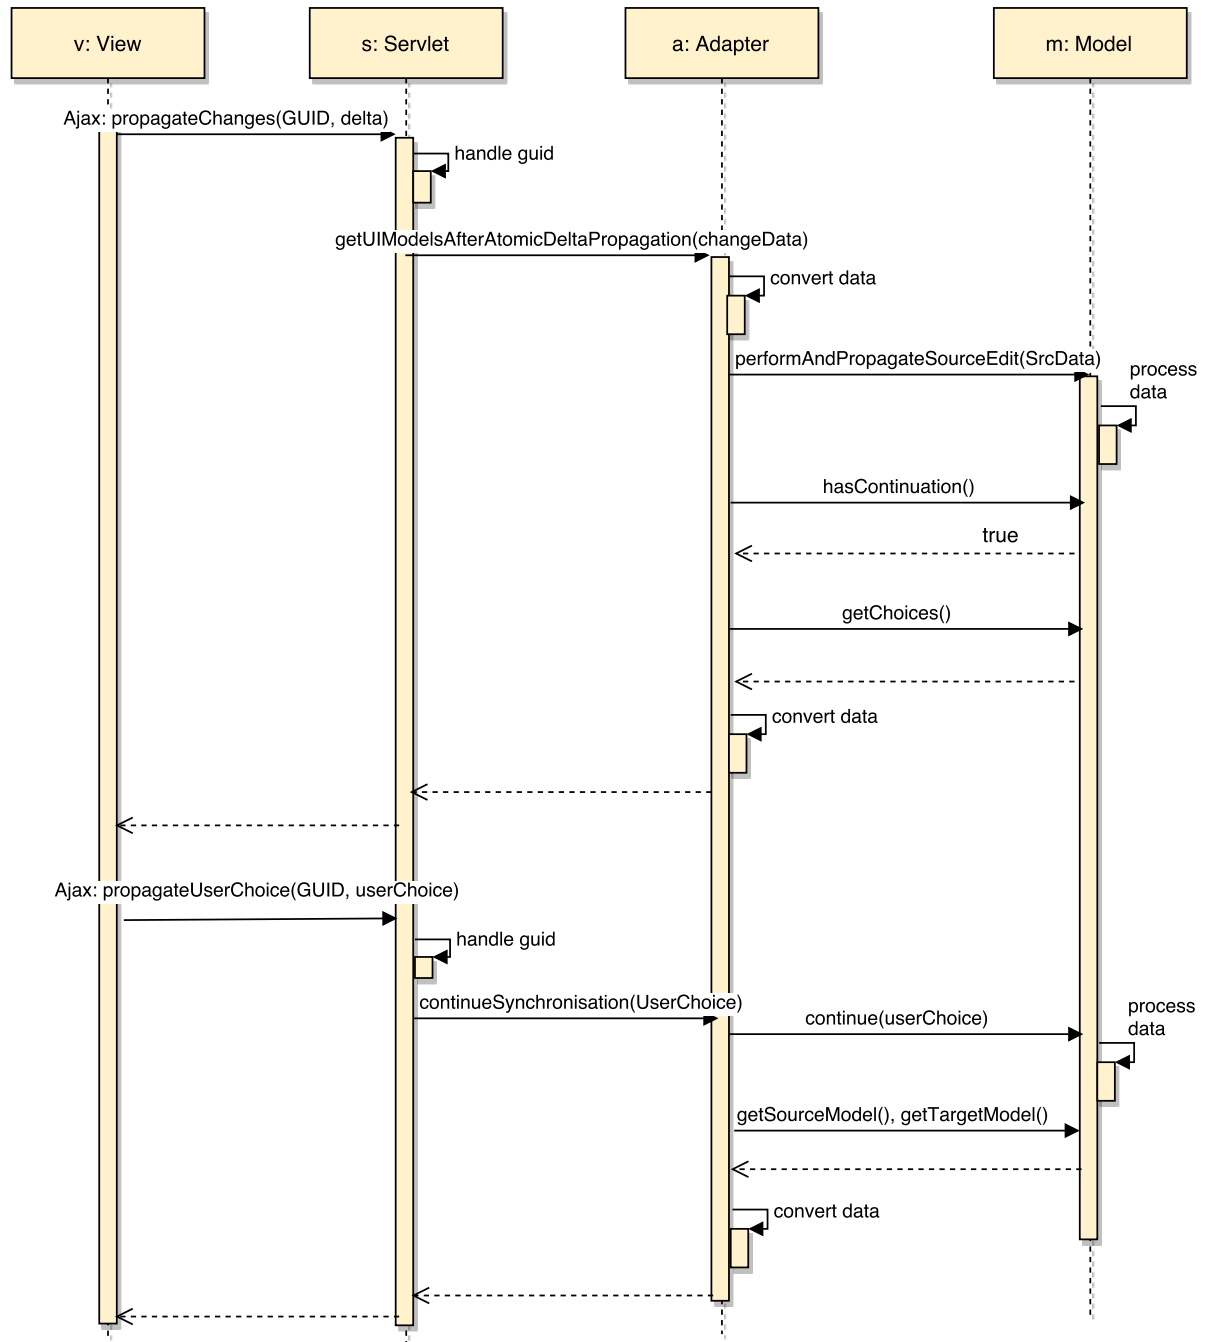 v: View
s: Servlet
a: Adapter
m: Model
Ajax: propagateChanges(GUID, delta)
handle guid
getUIModelsAfterAtomicDeltaPropagation(changeData)
convert data
performAndPropagateSourceEdit(SrcData)
process
data
hasContinuation()
true
getChoices()
convert data
Ajax: propagateUserChoice(GUID, userChoice)
handle guid
continueSynchronisation(UserChoice)
continue(userChoice)
process
data
getSourceModel(), getTargetModel()
convert data